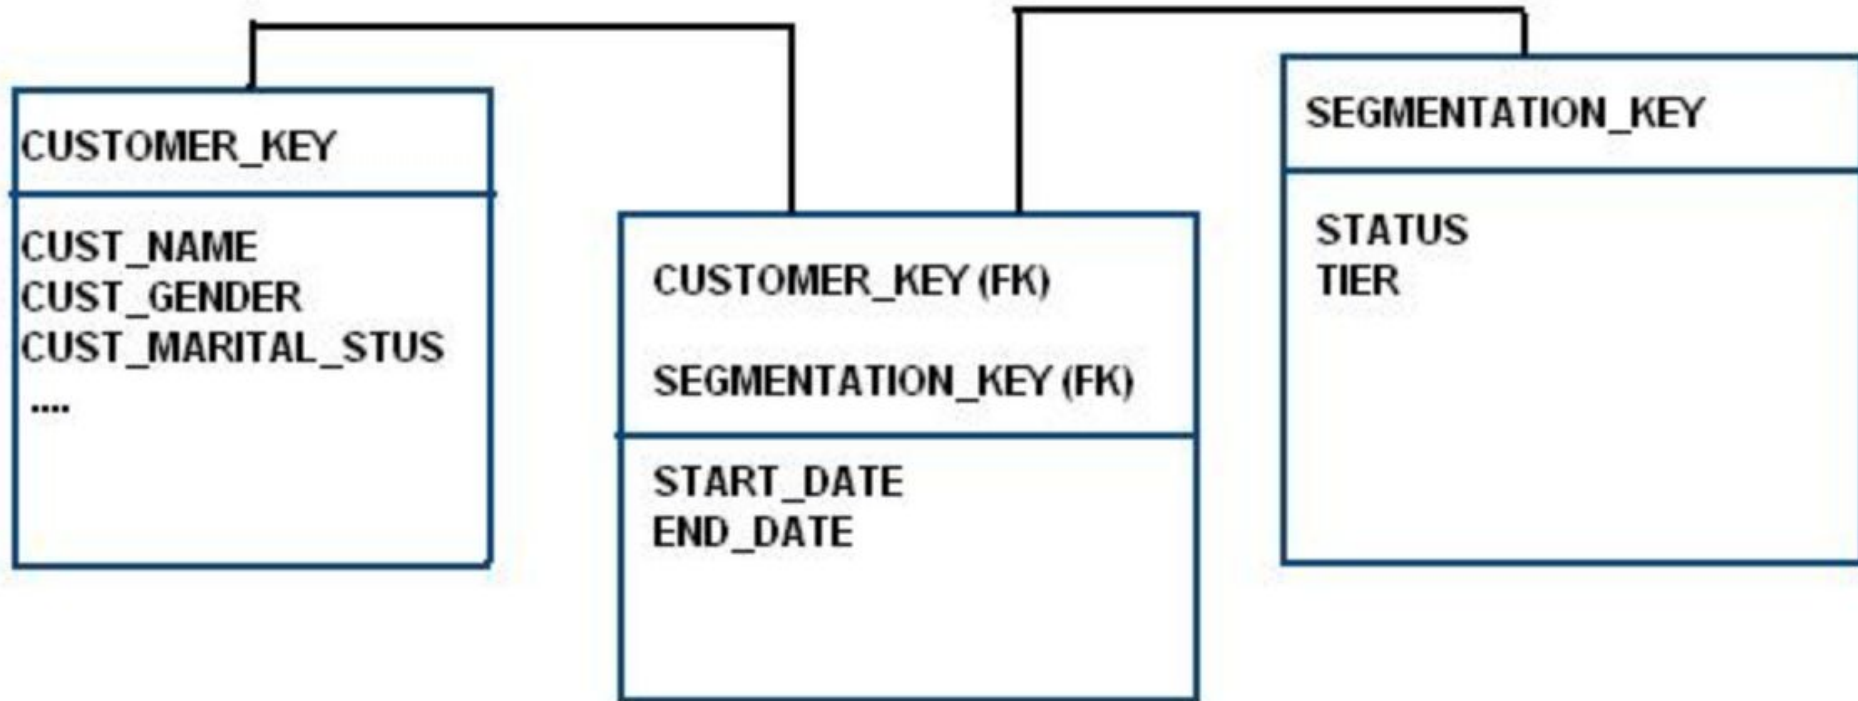 CUSTOMER_KEY
CUST_NAME
CUST_GENDER
CUST_MARITAL_STUS
....
CUSTOMER_KEY (FK)
SEGMENTATION_KEY (FK)
START_DATE
END_DATE
SEGMENTATION_KEY
STATUS
TIER